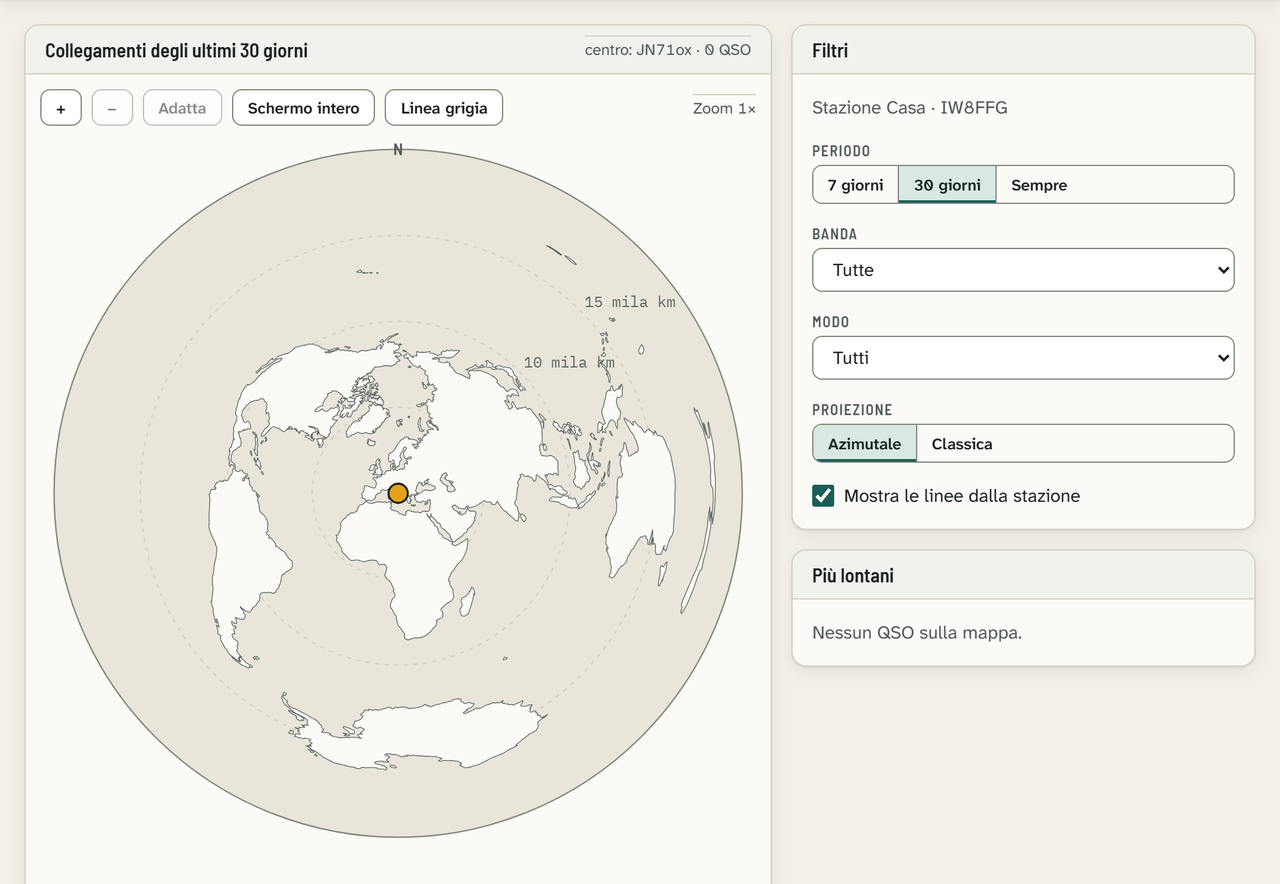 Collegamenti degli ultimi 30 giorni
centro: JN71ox · 0 QSO
+
−
Adatta
Schermo intero
Linea grigia
Zoom 1×
N
15 mila km
10 mila km
Filtri
Stazione Casa · IW8FFG
PERIODO
7 giorni
30 giorni
Sempre
BANDA
Tutte
MODO
Tutti
PROIEZIONE
Azimutale
Classica
Mostra le linee dalla stazione
Più lontani
Nessun QSO sulla mappa.